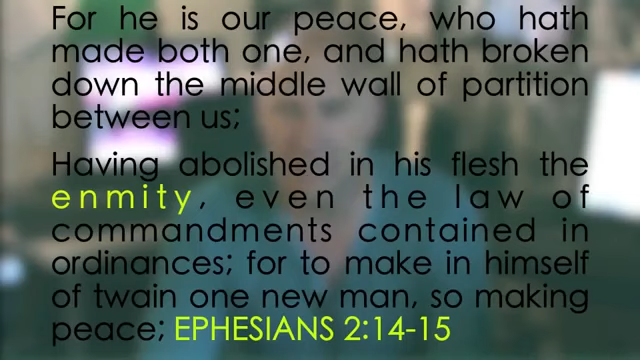 For he is our peace, who hath
made both one, and hath broken
down the middle wall of partition
between us;
Having abolished in his flesh the
enmity, even the law of
commandments contained in
ordinances; for to make in himself
of twain one new man, so making
peace; EPHESIANS 2:14-15